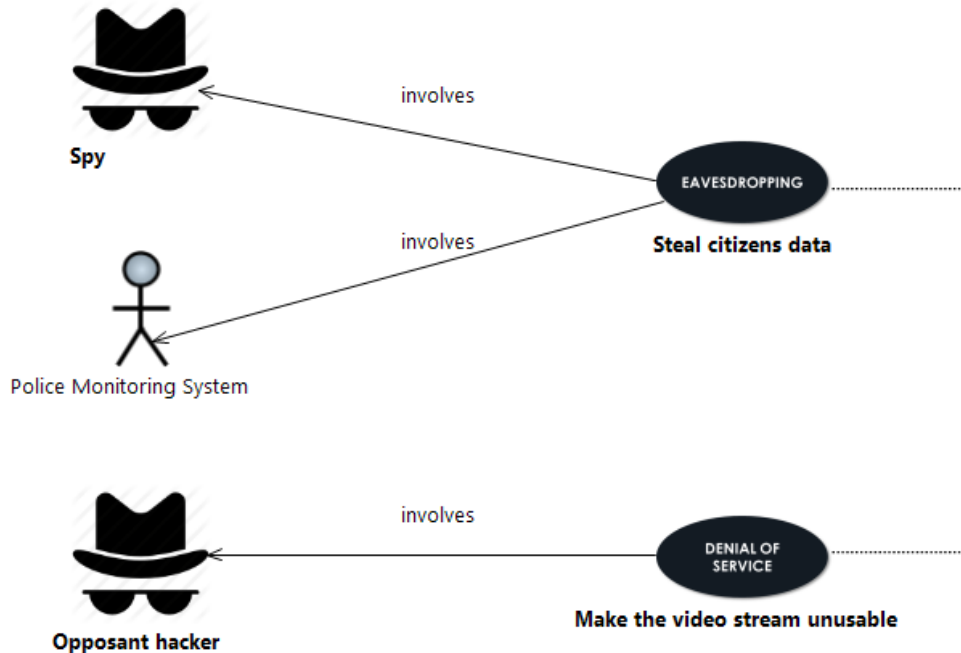 involves
Spy
EAVESDROPPING
Steal citizens data
involves
Police Monitoring System
involves
DENIAL OF
SERVICE
Make the video stream unusable
Opposant hacker